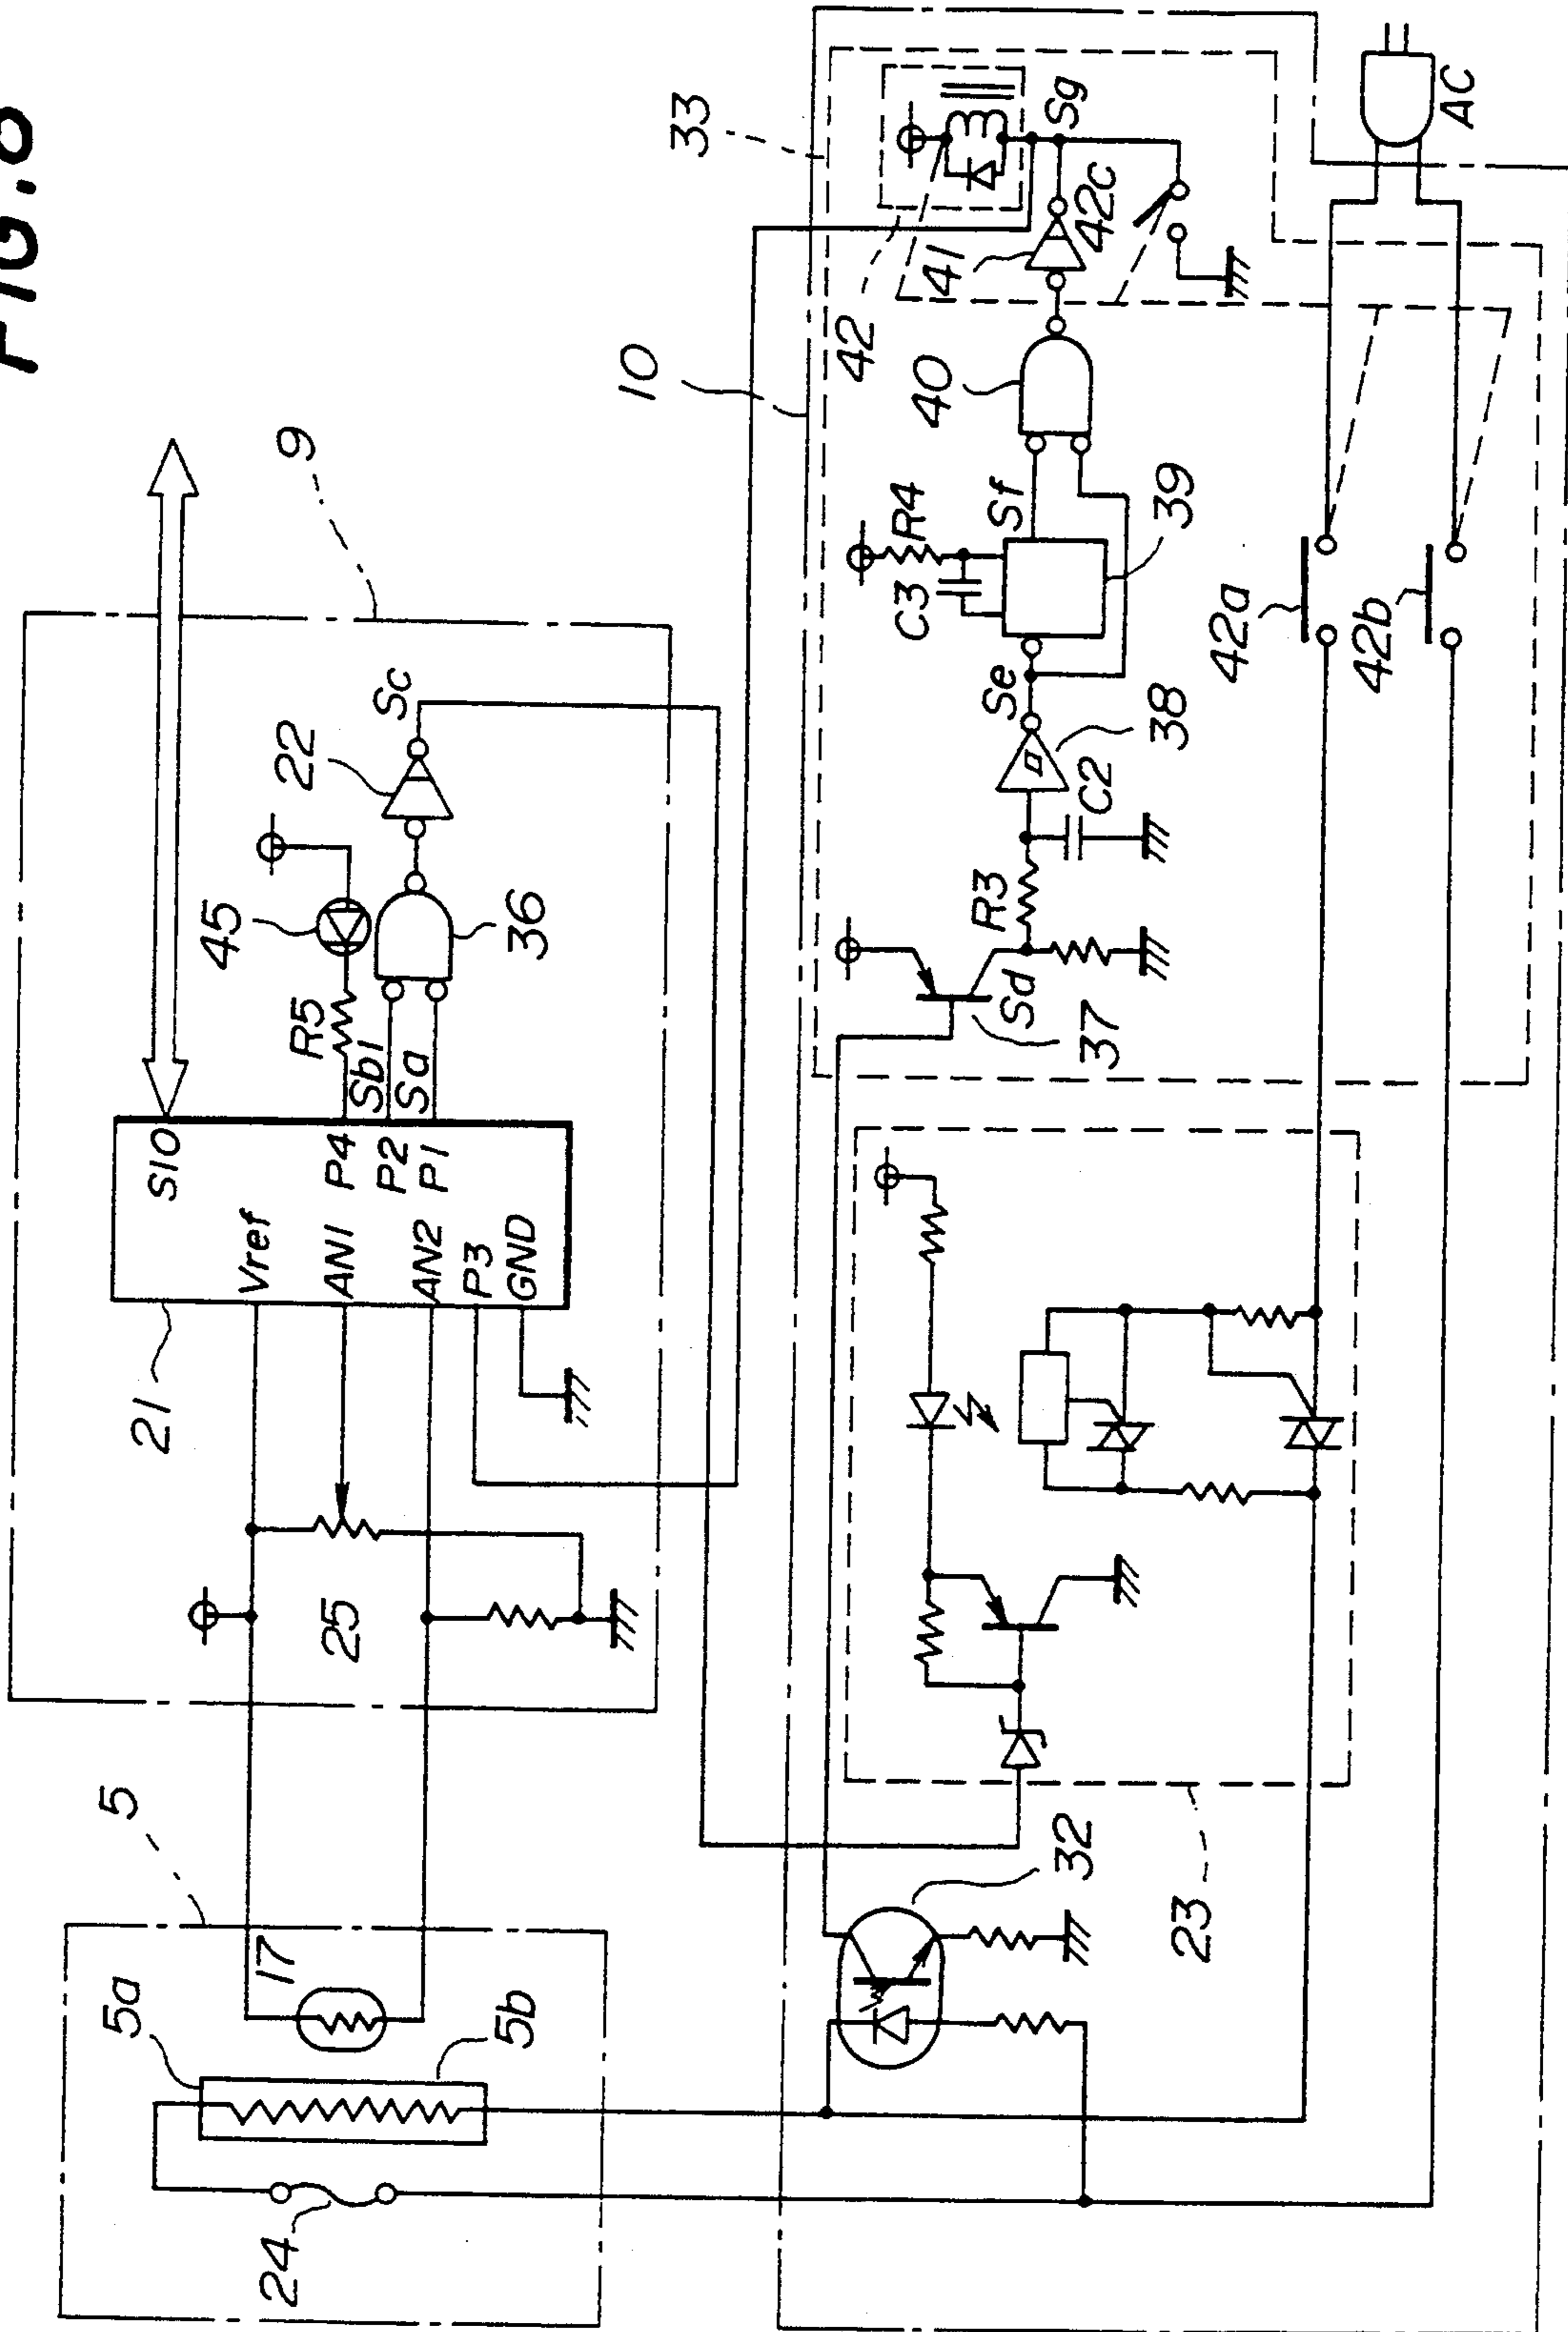 FIG. 8
5
5a
17
5b
24
21
SIO
Vref
AN1
P4
AN2
P2
P1
P3
GND
25
R5
45
Sb1
Sa
36
22
Sc
9
10
32
23
37
Sd
R3
C2
38
Se
C3
R4
39
Sf
40
41
42
42c
33
Sg
42a
42b
AC